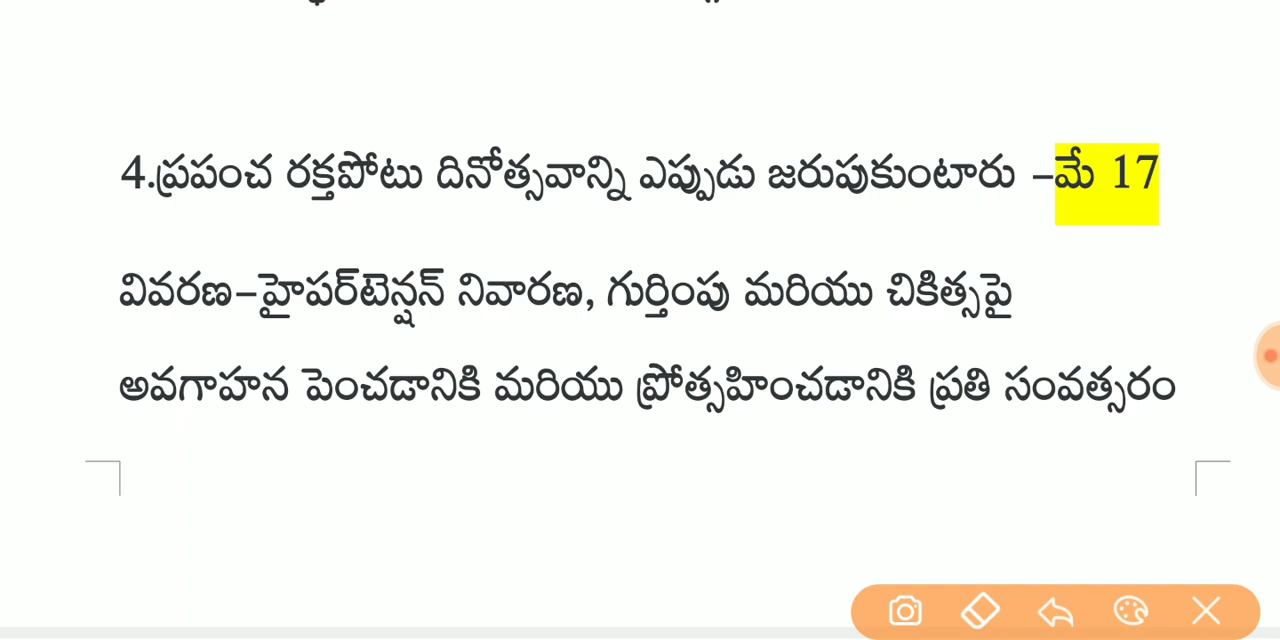 4.ప్రపంచ రక్తపోటు దినోత్సవాన్ని ఎప్పుడు జరుపుకుంటారు –మే 17
వివరణ–హైపర్‌టెన్షన్ నివారణ, గుర్తింపు మరియు చికిత్సపై
అవగాహన పెంచడానికి మరియు ప్రోత్సహించడానికి ప్రతి సంవత్సరం